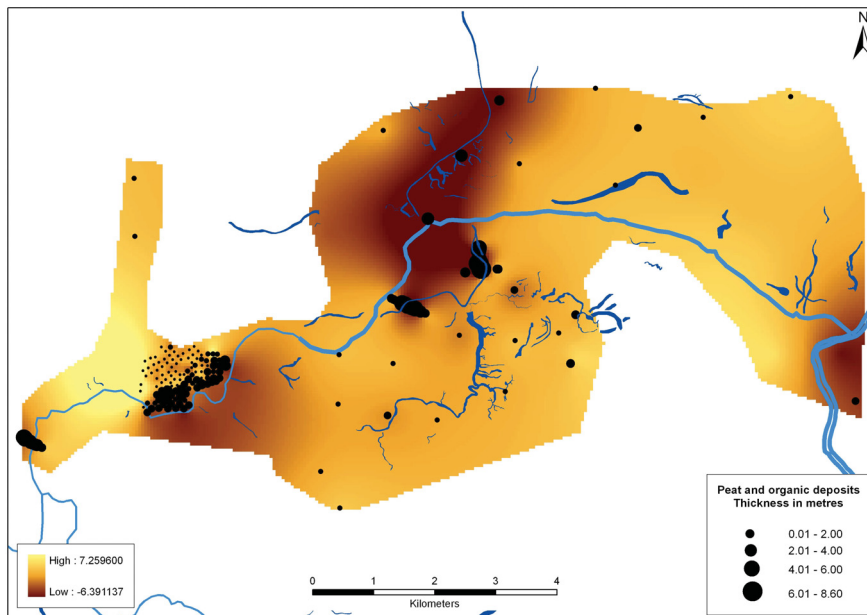 N
High : 7.259600
Low : -6.391137
0 1 2 3 4
Kilometers
Peat and organic deposits
Thickness in metres
0.01 - 2.00
2.01 - 4.00
4.01 - 6.00
6.01 - 8.60